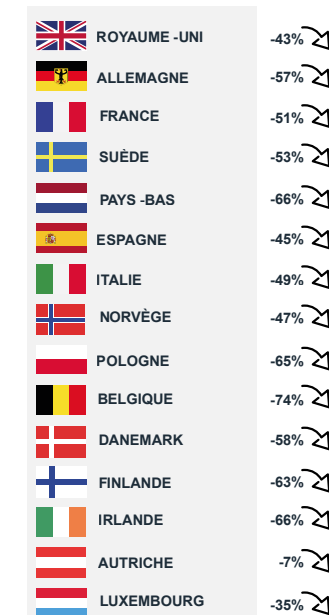 ROYAUME -UNI -43%
ALLEMAGNE -57%
FRANCE -51%
SUÈDE -53%
PAYS -BAS -66%
ESPAGNE -45%
ITALIE -49%
NORVÈGE -47%
POLOGNE -65%
BELGIQUE -74%
DANEMARK -58%
FINLANDE -63%
IRLANDE -66%
AUTRICHE -7%
LUXEMBOURG -35%